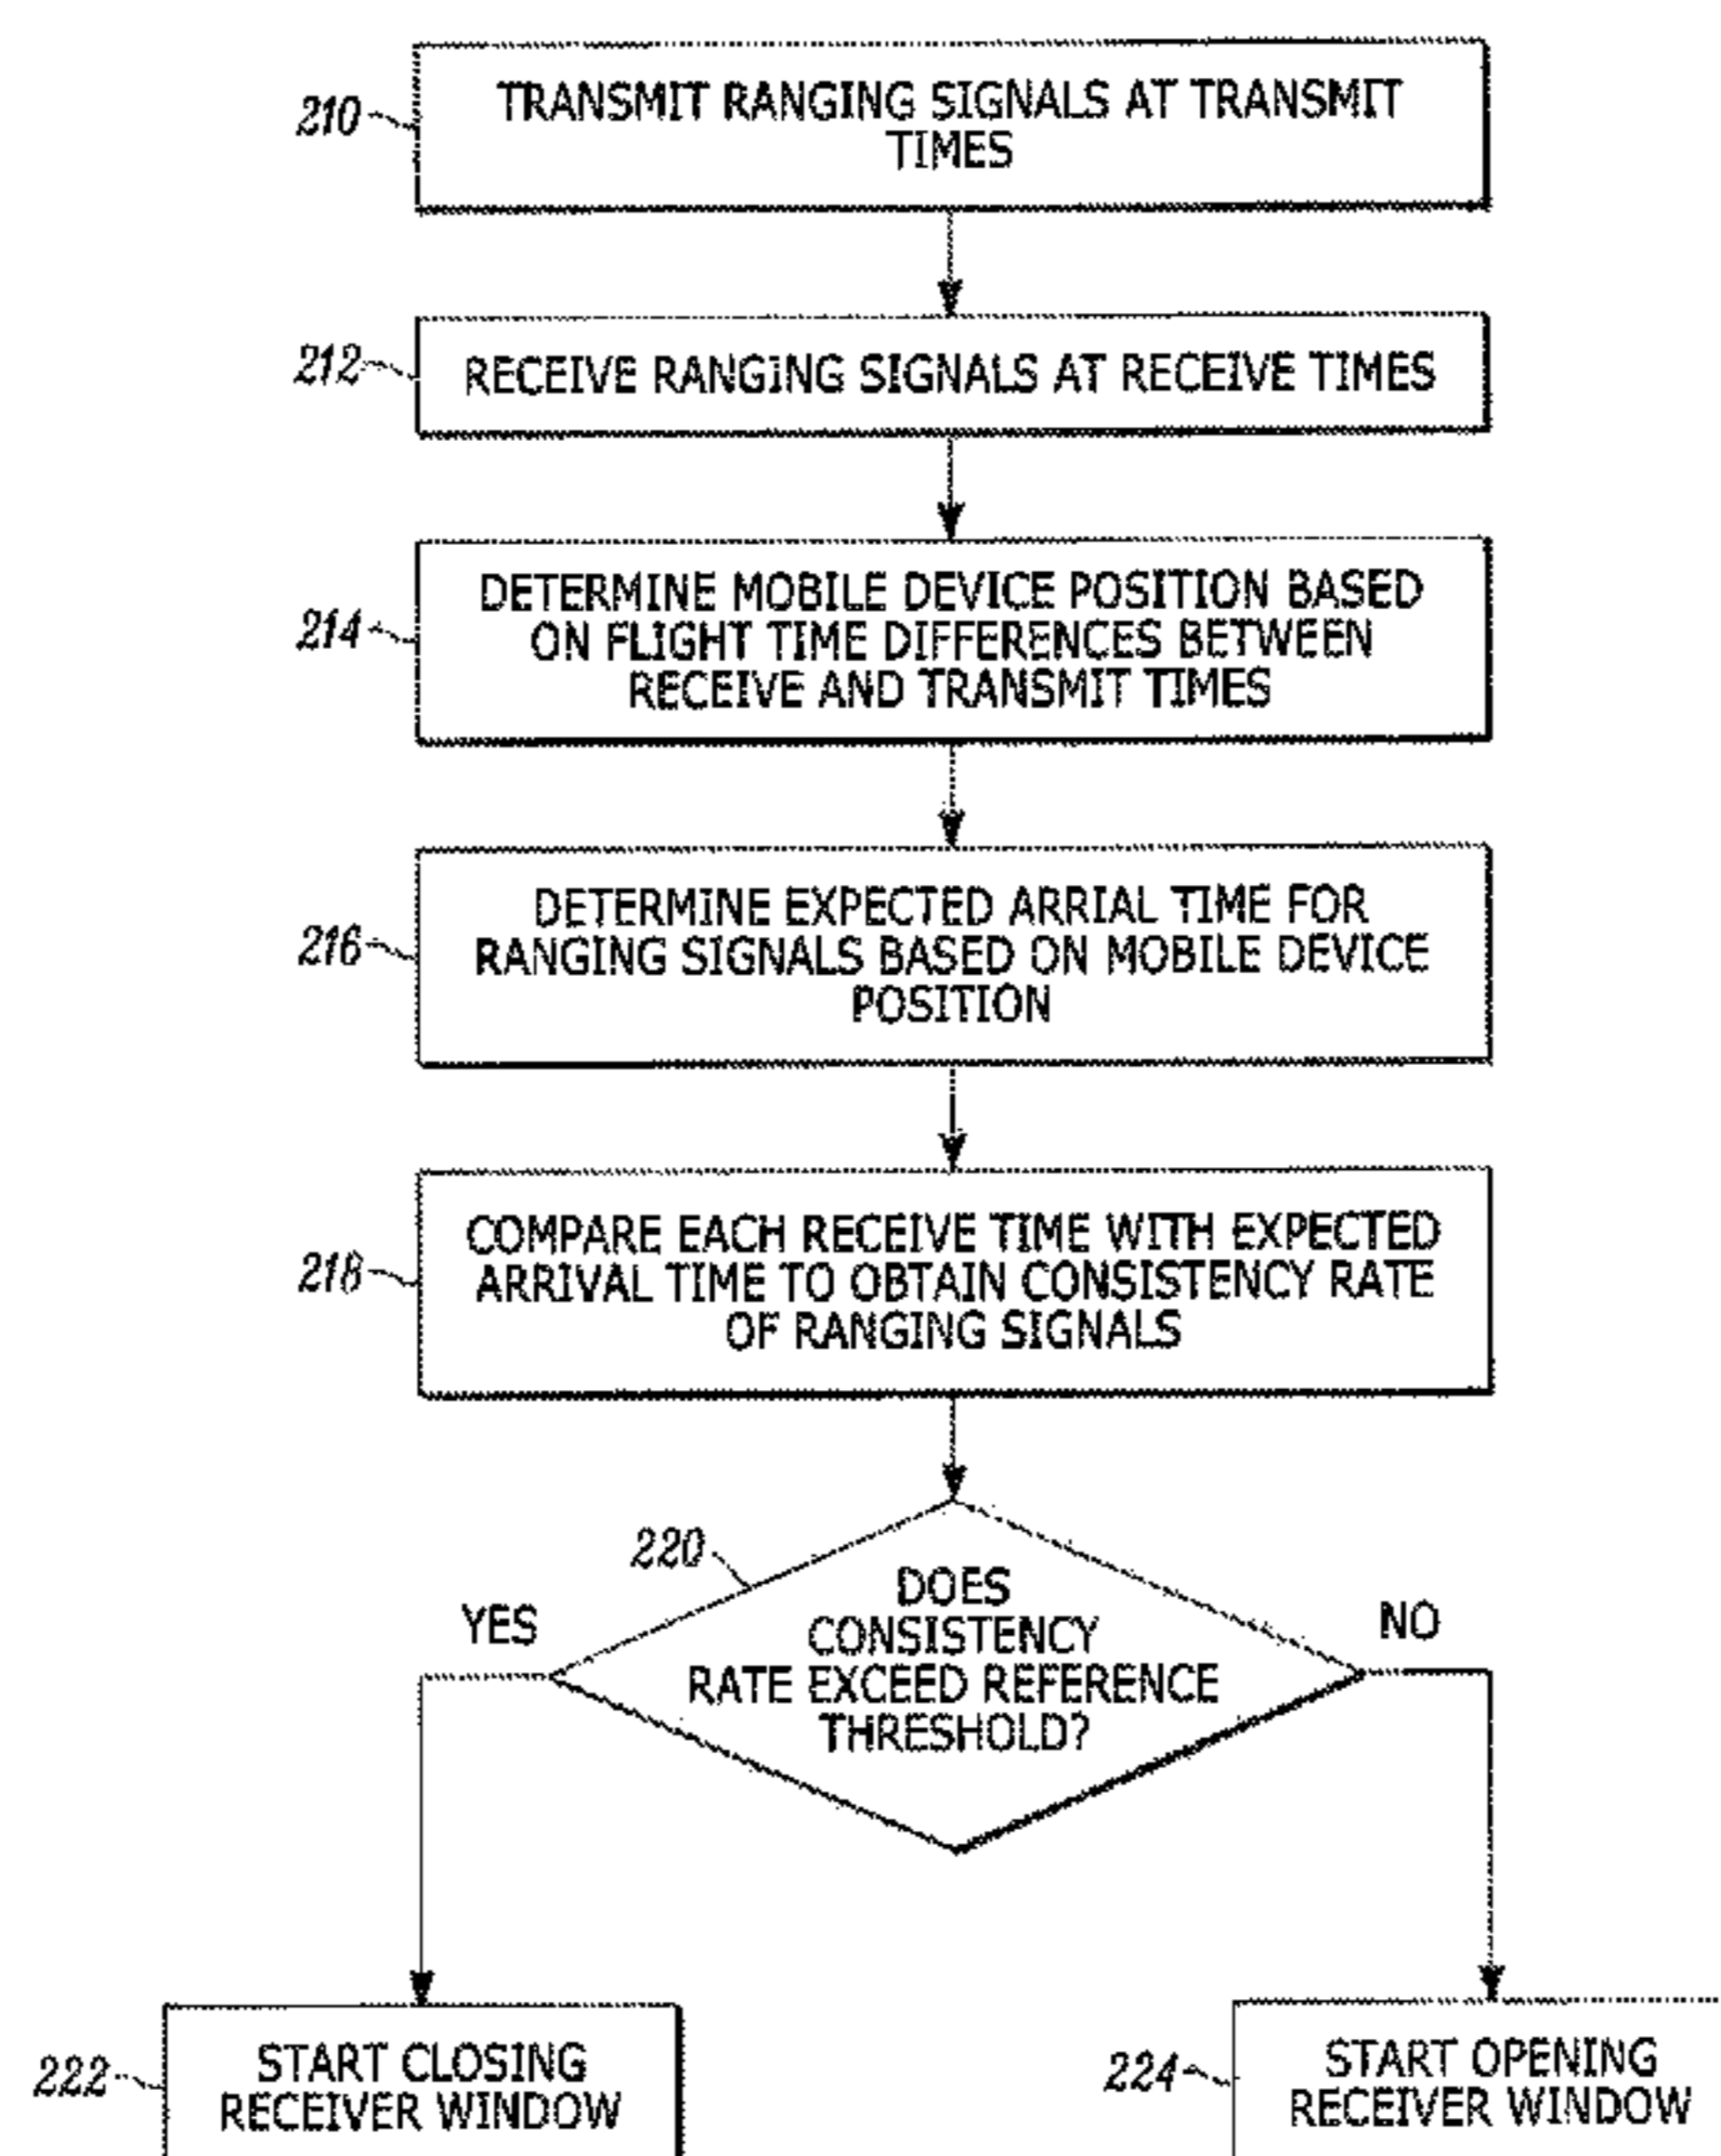 210
TRANSMIT RANGING SIGNALS AT TRANSMIT
TIMES
212
RECEIVE RANGING SIGNALS AT RECEIVE TIMES
214
DETERMINE MOBILE DEVICE POSITION BASED
ON FLIGHT TIME DIFFERENCES BETWEEN
RECEIVE AND TRANSMIT TIMES
216
DETERMINE EXPECTED ARRIAL TIME FOR
RANGING SIGNALS BASED ON MOBILE DEVICE
POSITION
218
COMPARE EACH RECEIVE TIME WITH EXPECTED
ARRIVAL TIME TO OBTAIN CONSISTENCY RATE
OF RANGING SIGNALS
220
DOES
CONSISTENCY
RATE EXCEED REFERENCE
THRESHOLD?
YES
NO
222
START CLOSING
RECEIVER WINDOW
224
START OPENING
RECEIVER WINDOW